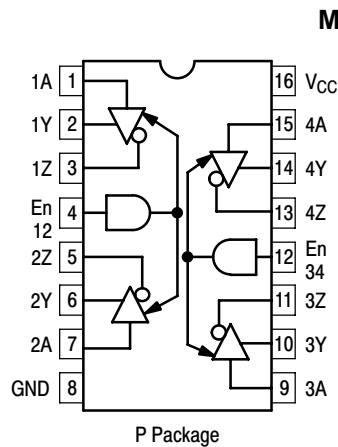 M
1A 1 16 VCC
1Y 2 15 4A
1Z 3 14 4Y
En 12 4 13 4Z
2Z 5 12 En 34
2Y 6 11 3Z
2A 7 10 3Y
GND 8 9 3A
P Package